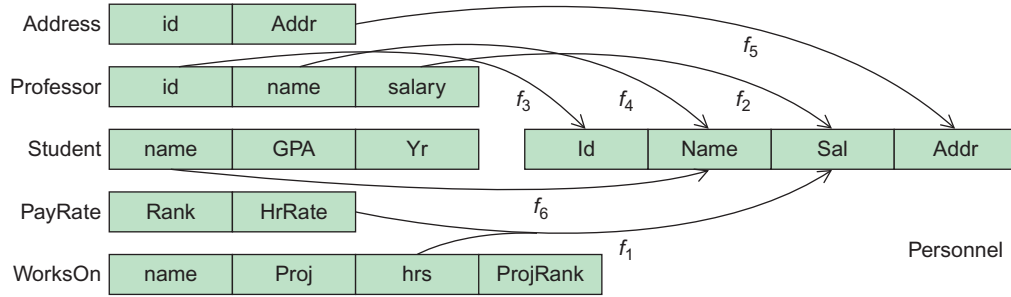 Address id Addr
f5
Professor id name salary
f3 f4 f2
Student name GPA Yr Id Name Sal Addr
PayRate Rank HrRate
f6
f1
Personnel
WorksOn name Proj hrs ProjRank